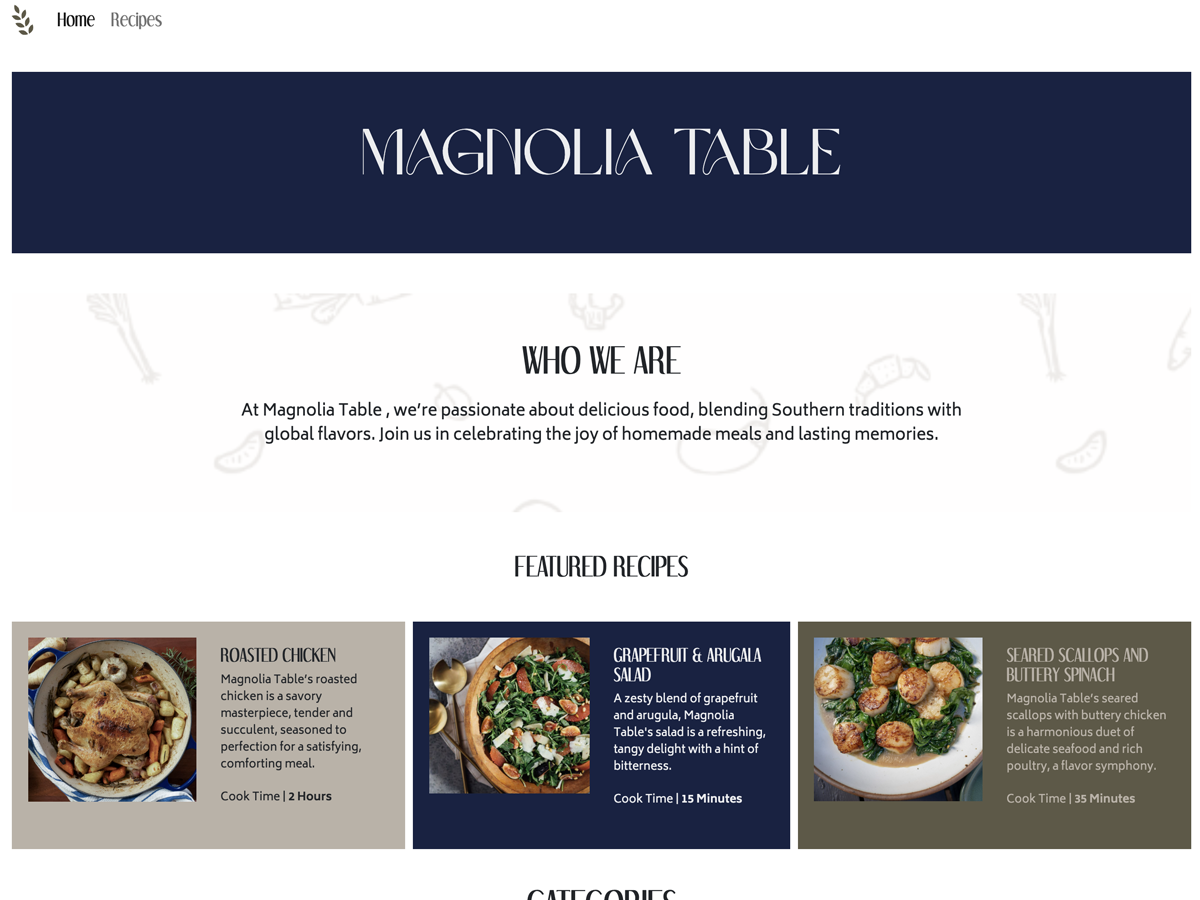 Home Recipes
MAGNOLIA TABLE
WHO WE ARE
At Magnolia Table , we're passionate about delicious food, blending Southern traditions with
global flavors. Join us in celebrating the joy of homemade meals and lasting memories.
FEATURED RECIPES
ROASTED CHICKEN
Magnolia Table's roasted
chicken is a savory
masterpiece, tender and
succulent, seasoned to
perfection for a satisfying,
comforting meal.
Cook Time | 2 Hours
GRAPEFRUIT & ARUGALA
SALAD
A zesty blend of grapefruit
and arugula, Magnolia
Table's salad is a refreshing,
tangy delight with a hint of
bitterness.
Cook Time | 15 Minutes
SEARED SCALLOPS AND
BUTTERY SPINACH
Magnolia Table's seared
scallops with buttery chicken
is a harmonious duet of
delicate seafood and rich
poultry, a flavor symphony.
Cook Time | 35 Minutes
CATEGORIES